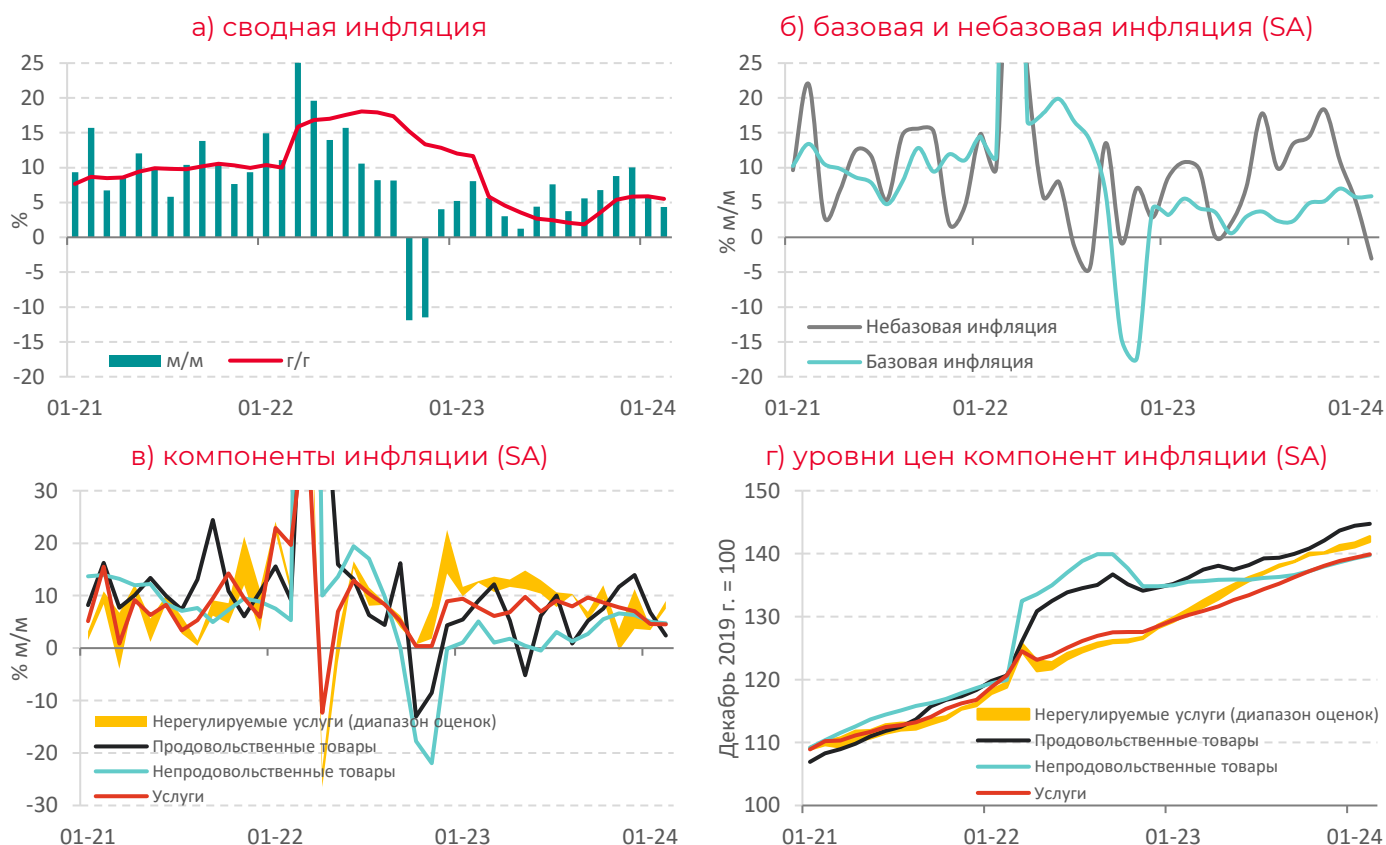 а) сводная инфляция
25
20
15
10
5
0
-5
-10
-15
-20
%
м/м
г/г
01-21
01-22
01-23
01-24
б) базовая и небазовая инфляция (SA)
25
20
15
10
5
0
-5
-10
-15
-20
% м/м
Небазовая инфляция
Базовая инфляция
01-21
01-22
01-23
01-24
в) компоненты инфляции (SA)
30
20
10
0
-10
-20
-30
% м/м
Нерегулируемые услуги (диапазон оценок)
Продовольственные товары
Непродовольственные товары
Услуги
01-21
01-22
01-23
01-24
г) уровни цен компонент инфляции (SA)
150
140
130
120
110
100
Декабрь 2019 г. = 100
Нерегулируемые услуги (диапазон оценок)
Продовольственные товары
Непродовольственные товары
Услуги
01-21
01-22
01-23
01-24